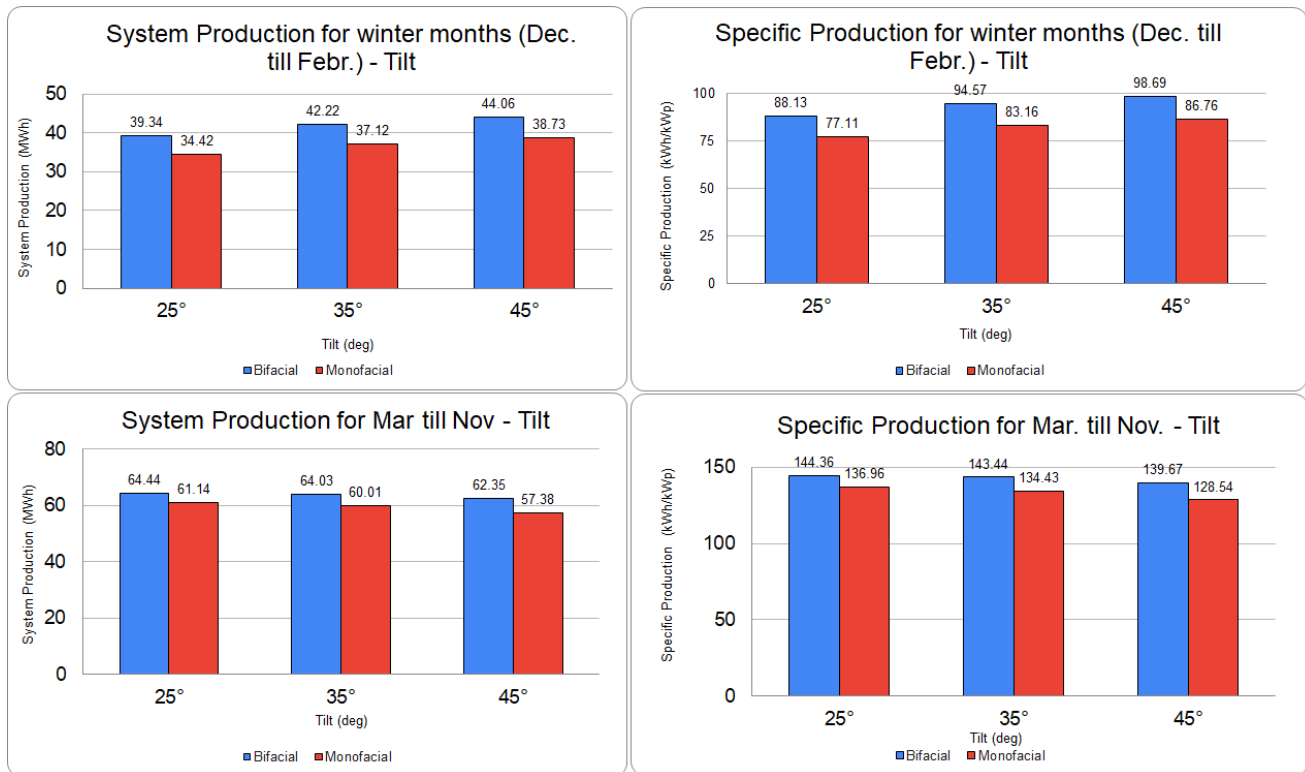 System Production for winter months (Dec.
till Febr.) - Tilt
System Production (MWh)
50
40
30
20
10
0
39.34
34.42
42.22
37.12
44.06
38.73
25°
35°
45°
Tilt (deg)
Bifacial
Monofacial
Specific Production for winter months (Dec. till
Febr.) - Tilt
Specific Production (kWh/kWp)
100
75
50
25
0
88.13
77.11
94.57
83.16
98.69
86.76
25°
35°
45°
Tilt (deg)
Bifacial
Monofacial
System Production for Mar till Nov - Tilt
System Production (MWh)
80
60
40
20
0
64.44
61.14
64.03
60.01
62.35
57.38
25°
35°
45°
Tilt (deg)
Bifacial
Monofacial
Specific Production for Mar. till Nov. - Tilt
Specific Production (kWh/kWp)
150
100
50
0
144.36
136.96
143.44
134.43
139.67
128.54
25°
35°
45°
Tilt (deg)
Bifacial
Monofacial